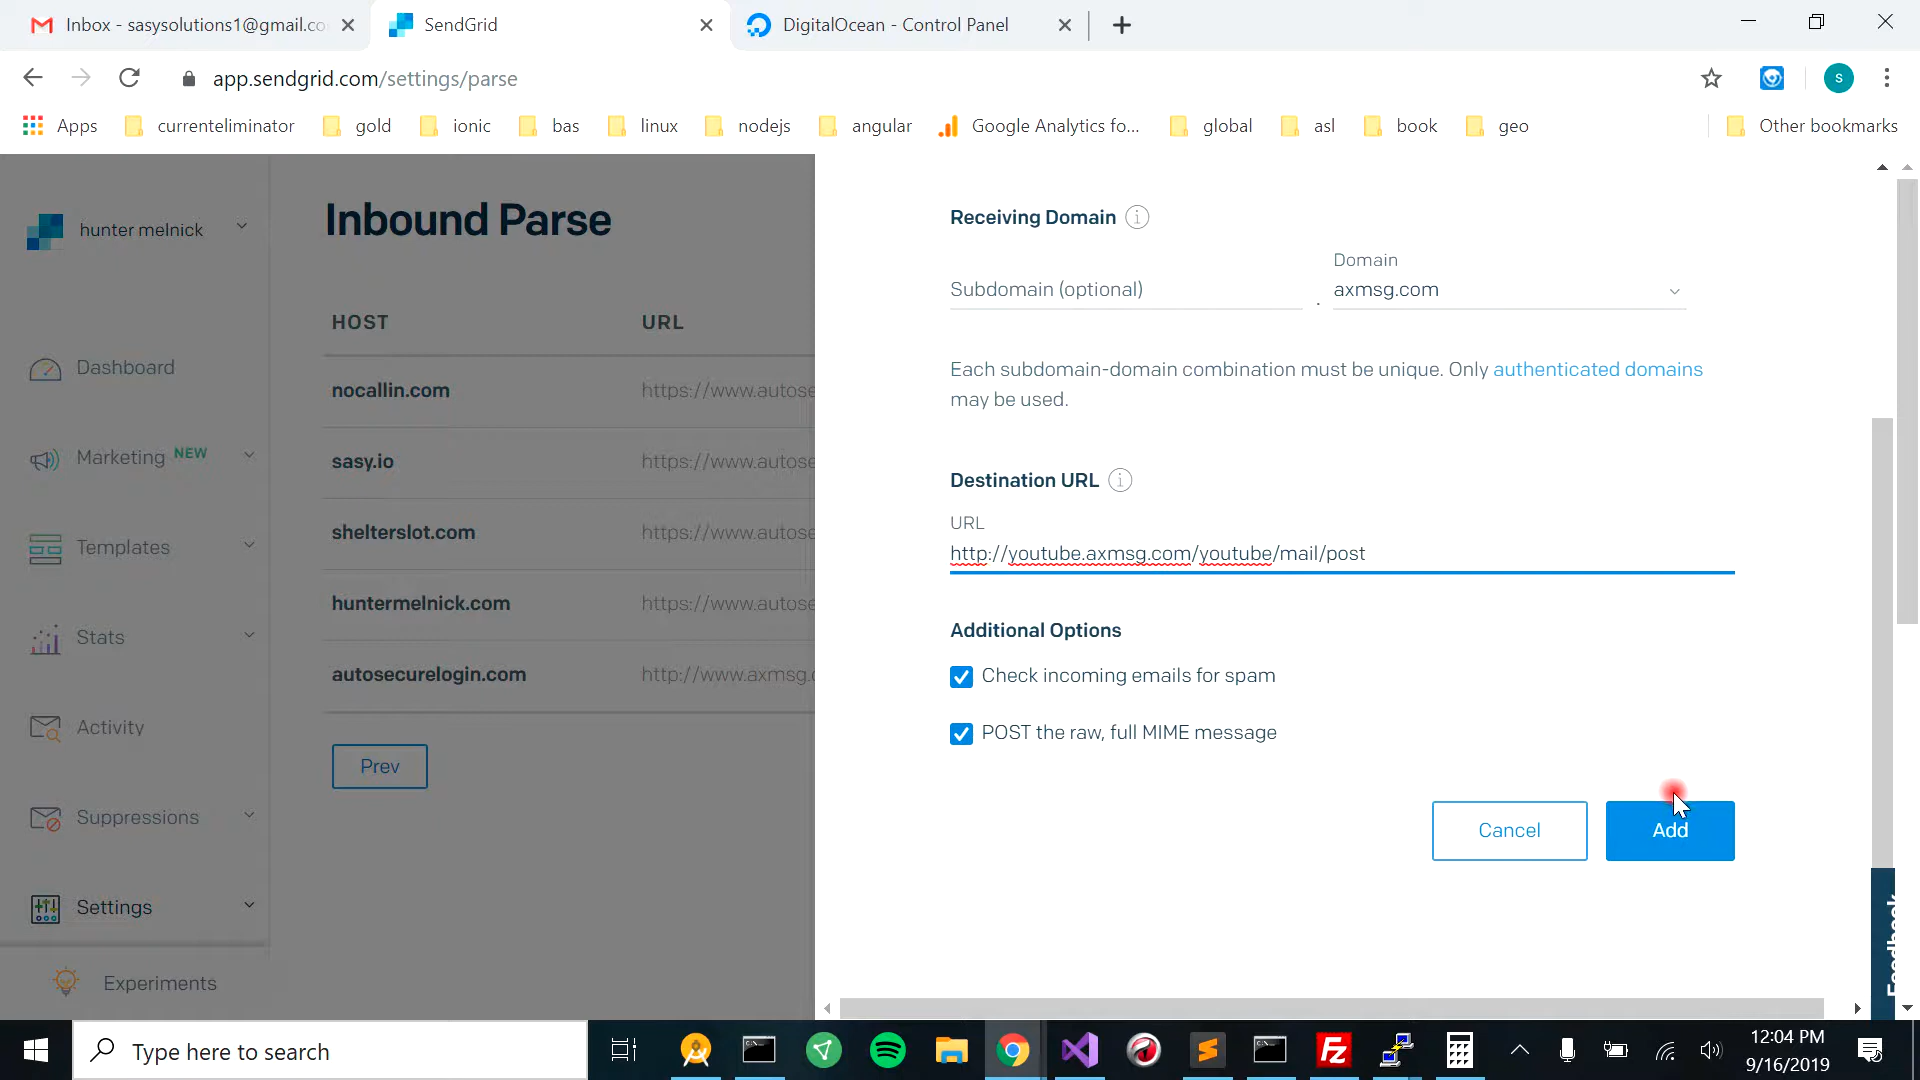 Inbox - sasysolutions1@gmail.co
SendGrid
DigitalOcean - Control Panel
app.sendgrid.com/settings/parse
S
Apps
currenteliminator
gold
ionic
bas
linux
nodejs
angular
Google Analytics fo...
global
asl
book
geo
Other bookmarks
hunter melnick
Dashboard
Marketing NEW
Templates
Stats
Activity
Suppressions
Settings
Experiments
Inbound Parse
HOST URL
nocallin.com https://www.autose
sasy.io https://www.autose
shelterslot.com https://www.autose
huntermelnick.com https://www.autose
autosecurelogin.com http://www.axmsg.
Prev
Receiving Domain
Domain
Subdomain (optional) . axmsg.com
Each subdomain-domain combination must be unique. Only authenticated domains
may be used.
Destination URL
URL
http://youtube.axmsg.com/youtube/mail/post
Additional Options
Check incoming emails for spam
POST the raw, full MIME message
Cancel
Add
Feedback
Type here to search
12:04 PM
9/16/2019